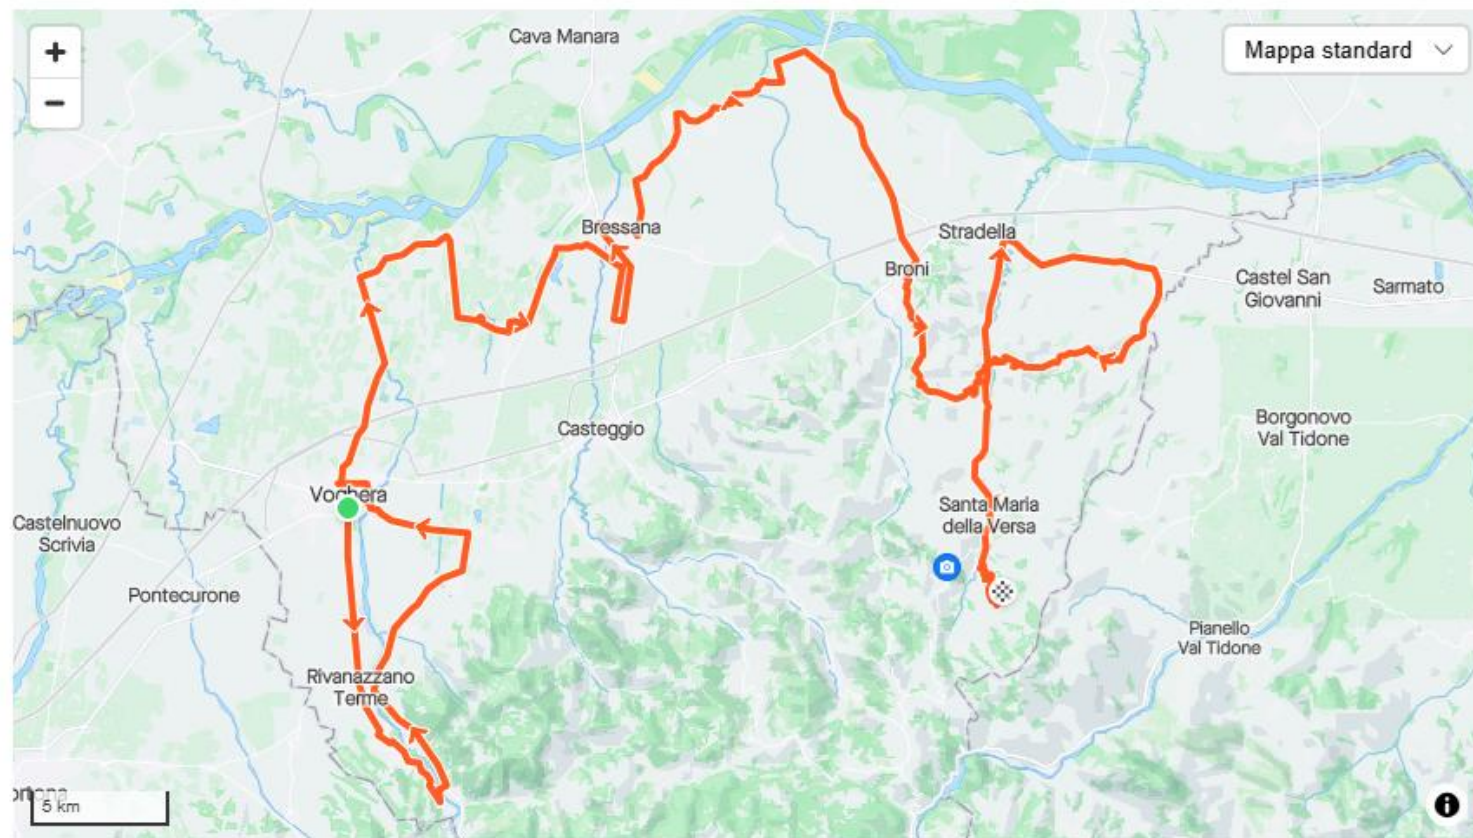 +
Cava Manara
Mappa standard
−
Bressana
Stradella
Broni
Castel San
Giovanni
Sarmato
Casteggio
Borgonovo
Val Tidone
Voghera
Santa Maria
della Versa
Castelnuovo
Scrivia
Pontecurone
Pianello
Val Tidone
Rivanazzano
Terme
5 km
i